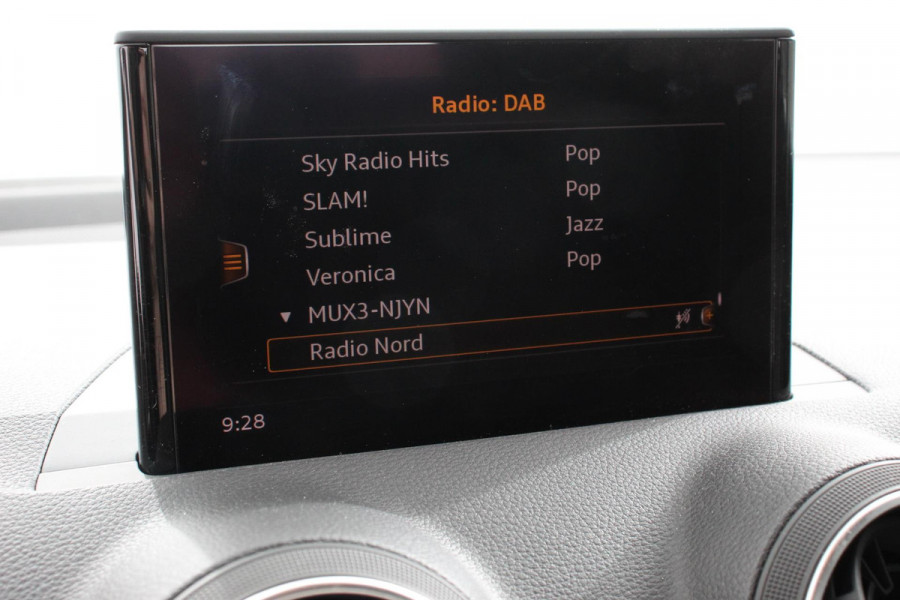 Radio: DAB
Sky Radio Hits Pop
SLAM! Pop
Sublime Jazz
Veronica Pop
▼ MUX3-NJYN
Radio Nord
9:28